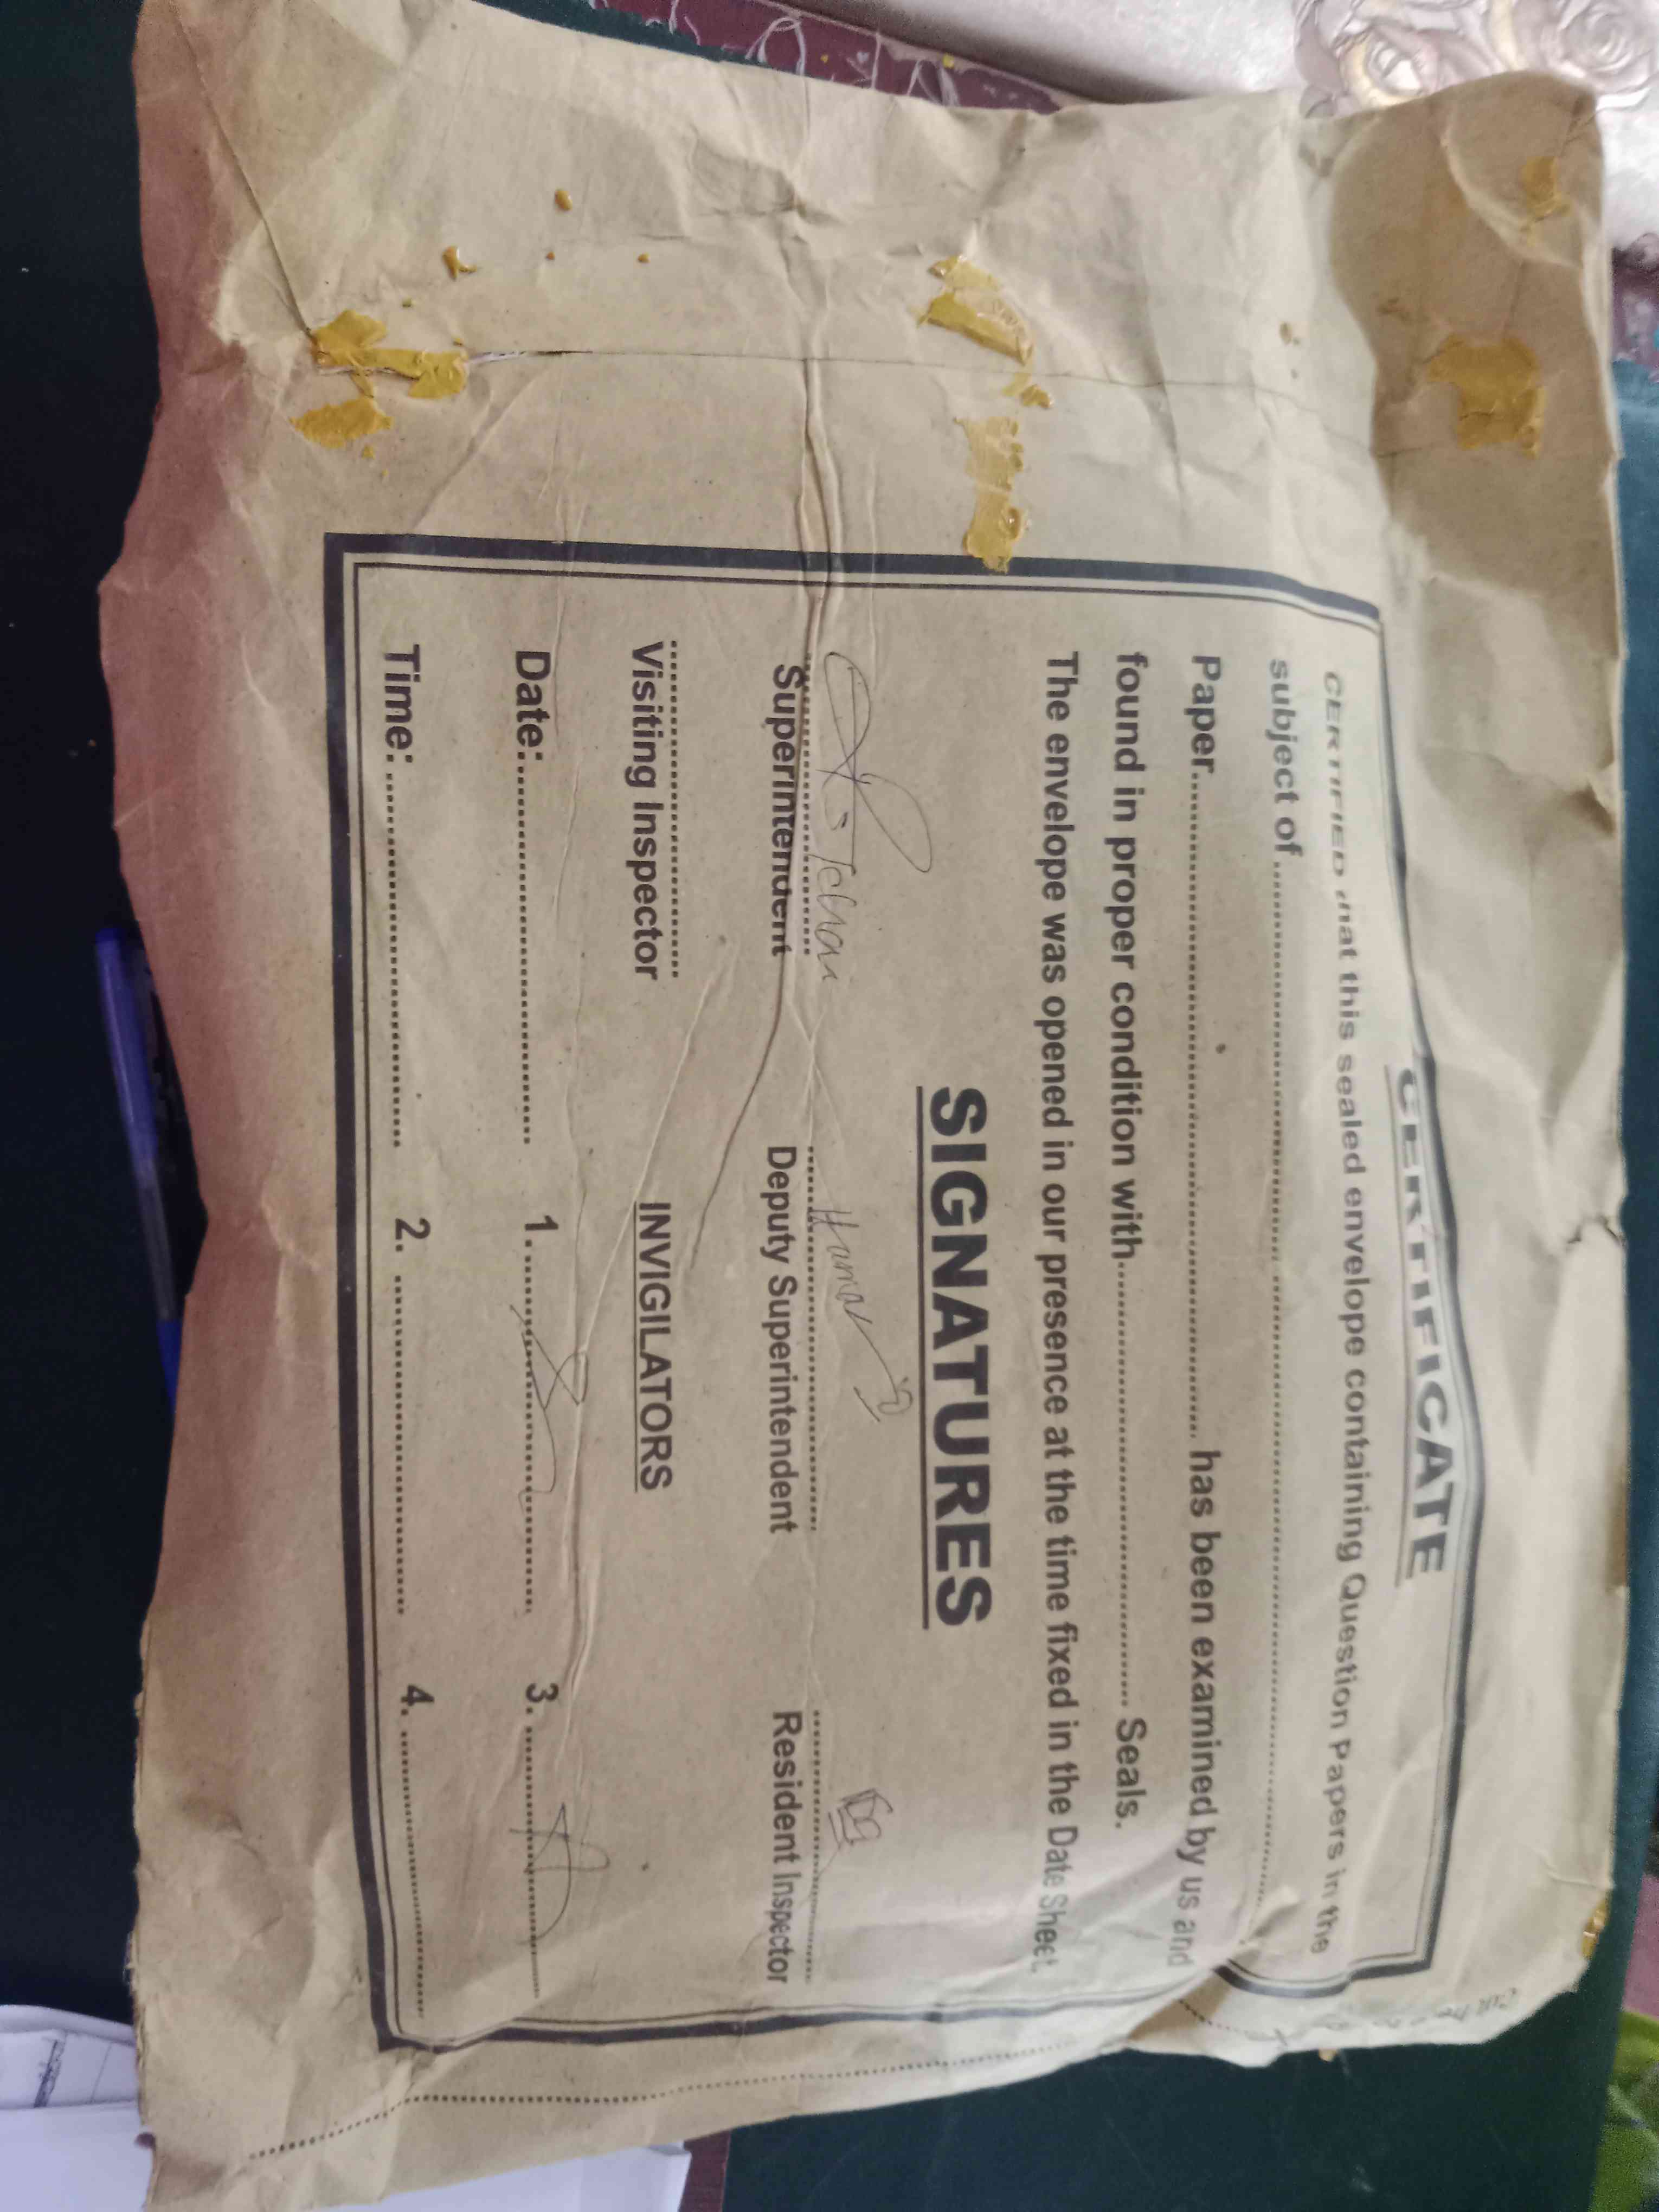 CERTIFICATE
CERTIFIED that this sealed envelope containing Question Papers in the
subject of
Paper has been examined by us and
found in proper condition with Seals.
The envelope was opened in our presence at the time fixed in the Date Sheet.
SIGNATURES
Superintendent Deputy Superintendent Resident Inspector
Visiting Inspector INVIGILATORS
Date: 1. 3.
Time: 2. 4.